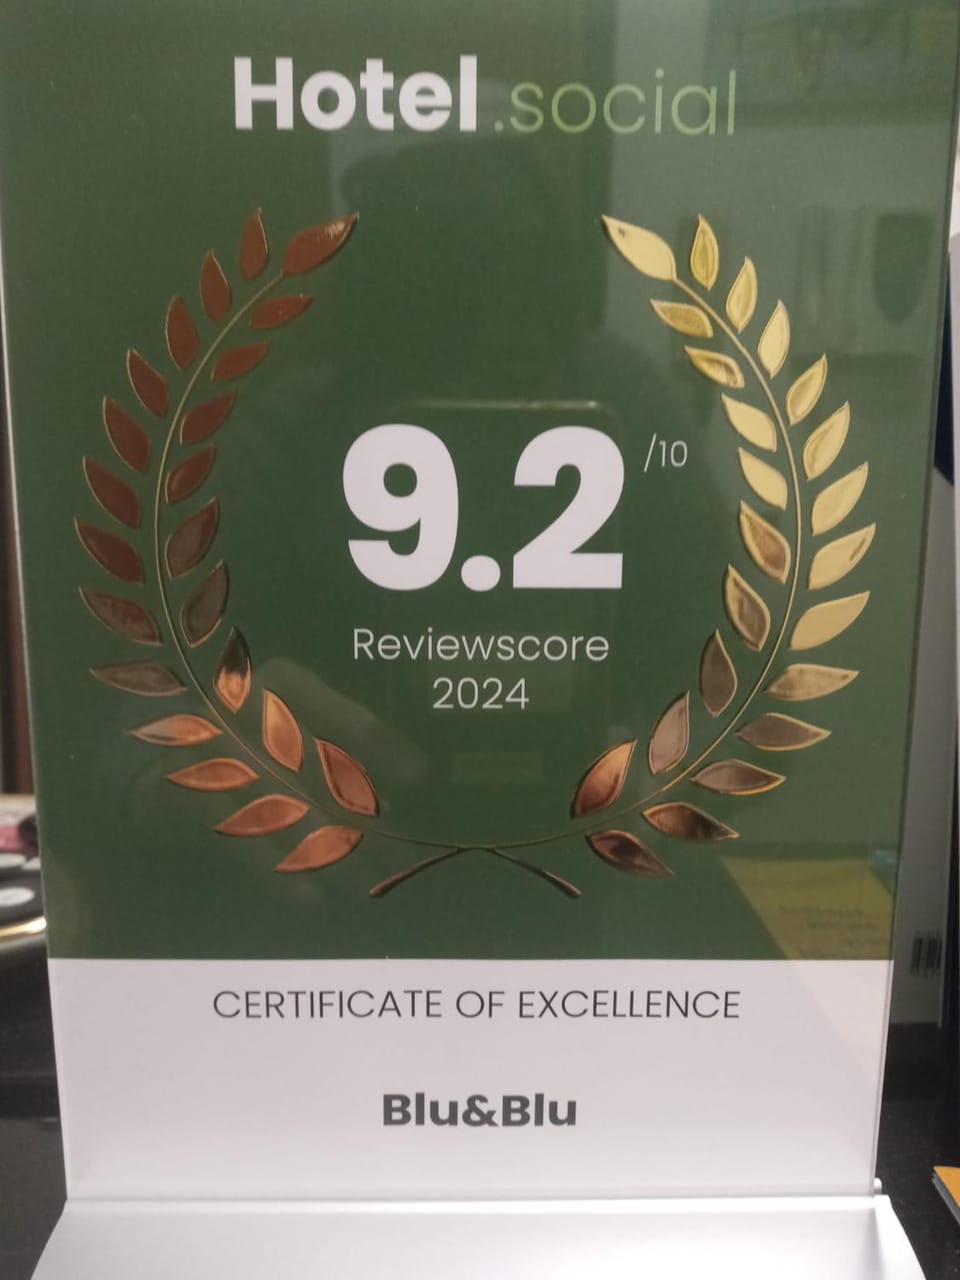 Hotel.social
9.2 /10
Reviewscore
2024
CERTIFICATE OF EXCELLENCE
Blu&Blu